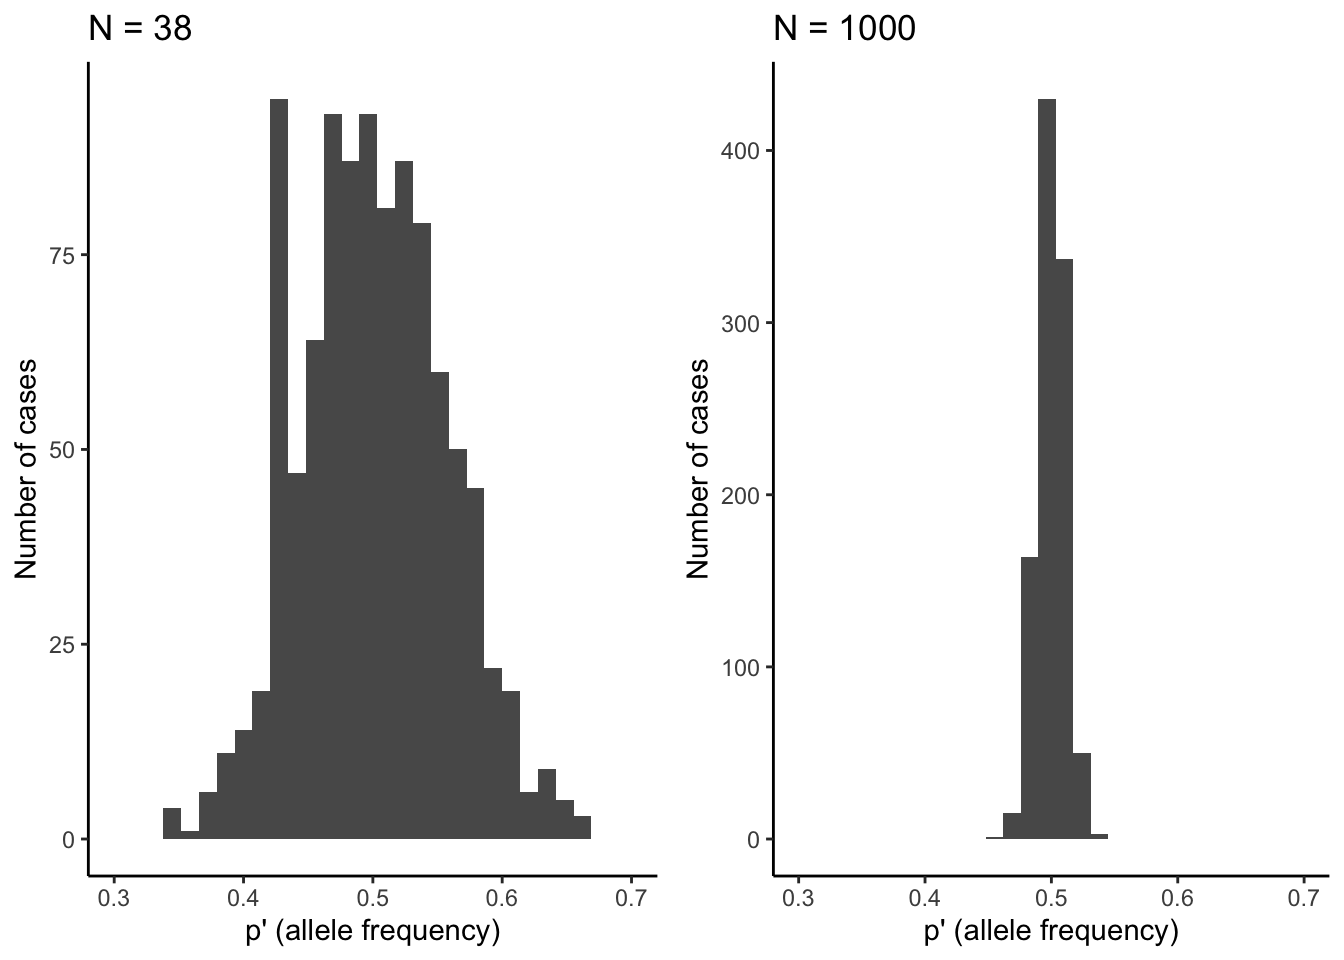 N = 38
Number of cases
75
50
25
0
0.3 0.4 0.5 0.6 0.7
p' (allele frequency)
N = 1000
Number of cases
400
300
200
100
0
0.3 0.4 0.5 0.6 0.7
p' (allele frequency)